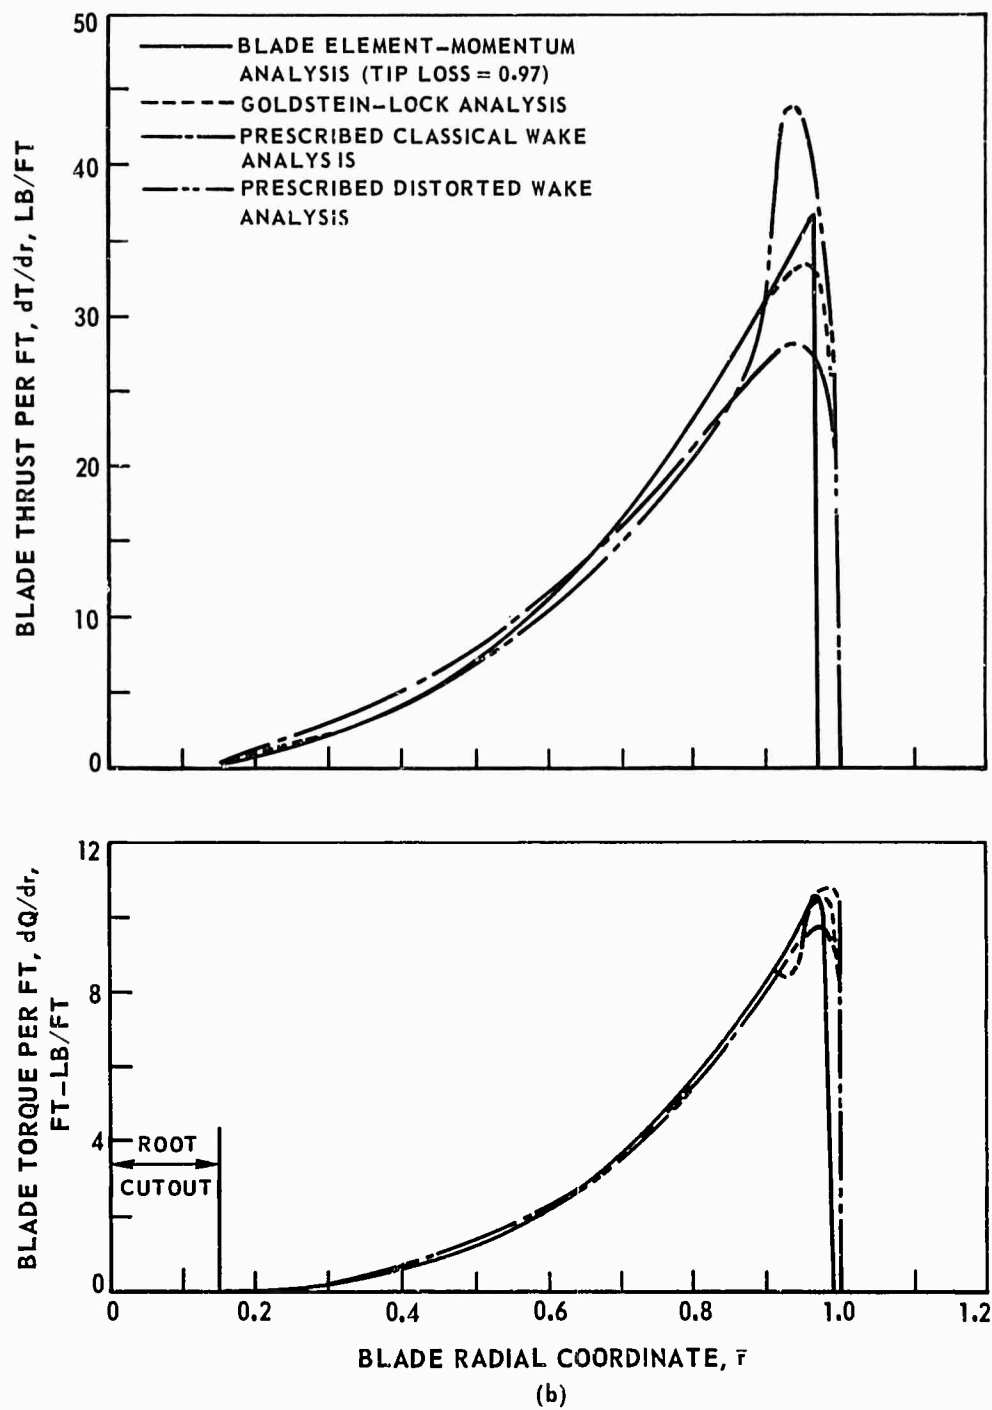 50
40
30
20
10
0
BLADE THRUST PER FT, dT/dr, LB/FT
BLADE ELEMENT–MOMENTUM
ANALYSIS (TIP LOSS = 0.97)
GOLDSTEIN–LOCK ANALYSIS
PRESCRIBED CLASSICAL WAKE
ANALYSIS
PRESCRIBED DISTORTED WAKE
ANALYSIS
12
8
4
0
BLADE TORQUE PER FT, dQ/dr,
FT–LB/FT
ROOT
CUTOUT
0 0.2 0.4 0.6 0.8 1.0 1.2
BLADE RADIAL COORDINATE, r̅
(b)